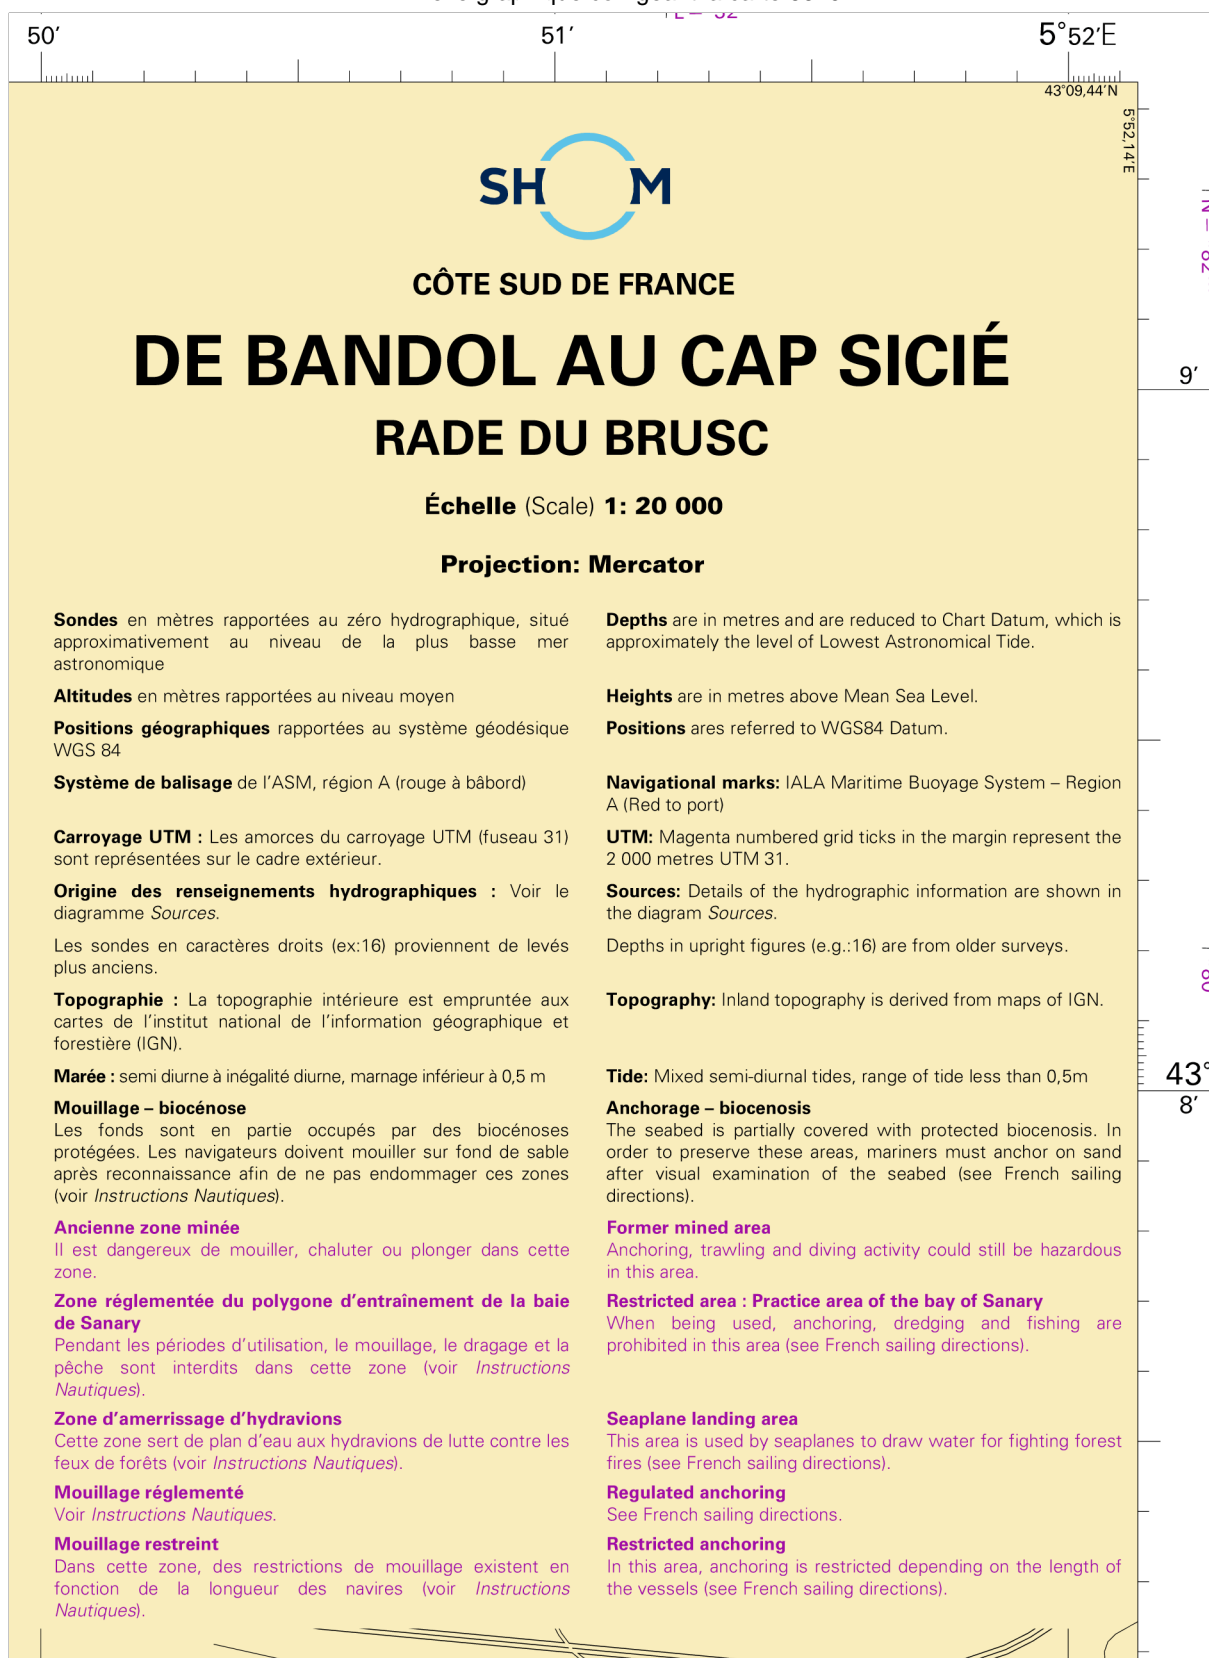 50′ 51′ 5°52′E
43°09,44′N
5°52,14′E
SHOM
CÔTE SUD DE FRANCE
DE BANDOL AU CAP SICIÉ
9′
RADE DU BRUSC
Échelle (Scale) 1: 20 000
Projection: Mercator
Sondes en mètres rapportées au zéro hydrographique, situé
approximativement au niveau de la plus basse mer
astronomique
Depths are in metres and are reduced to Chart Datum, which is
approximately the level of Lowest Astronomical Tide.
Altitudes en mètres rapportées au niveau moyen
Heights are in metres above Mean Sea Level.
Positions géographiques rapportées au système géodésique
WGS 84
Positions ares referred to WGS84 Datum.
Système de balisage de l’ASM, région A (rouge à bâbord)
Navigational marks: IALA Maritime Buoyage System – Region
A (Red to port)
Carroyage UTM : Les amorces du carroyage UTM (fuseau 31)
sont représentées sur le cadre extérieur.
UTM: Magenta numbered grid ticks in the margin represent the
2 000 metres UTM 31.
Origine des renseignements hydrographiques : Voir le
diagramme Sources.
Sources: Details of the hydrographic information are shown in
the diagram Sources.
Les sondes en caractères droits (ex:16) proviennent de levés
plus anciens.
Depths in upright figures (e.g.:16) are from older surveys.
Topographie : La topographie intérieure est empruntée aux
cartes de l’institut national de l’information géographique et
forestière (IGN).
Topography: Inland topography is derived from maps of IGN.
Marée : semi diurne à inégalité diurne, marnage inférieur à 0,5 m
Tide: Mixed semi-diurnal tides, range of tide less than 0,5m
43°
8′
Mouillage – biocénose
Les fonds sont en partie occupés par des biocénoses
protégées. Les navigateurs doivent mouiller sur fond de sable
après reconnaissance afin de ne pas endommager ces zones
(voir Instructions Nautiques).
Anchorage – biocenosis
The seabed is partially covered with protected biocenosis. In
order to preserve these areas, mariners must anchor on sand
after visual examination of the seabed (see French sailing
directions).
Ancienne zone minée
Il est dangereux de mouiller, chaluter ou plonger dans cette
zone.
Former mined area
Anchoring, trawling and diving activity could still be hazardous
in this area.
Zone réglementée du polygone d’entraînement de la baie
de Sanary
Pendant les périodes d’utilisation, le mouillage, le dragage et la
pêche sont interdits dans cette zone (voir Instructions
Nautiques).
Restricted area : Practice area of the bay of Sanary
When being used, anchoring, dredging and fishing are
prohibited in this area (see French sailing directions).
Zone d’amerrissage d’hydravions
Cette zone sert de plan d’eau aux hydravions de lutte contre les
feux de forêts (voir Instructions Nautiques).
Seaplane landing area
This area is used by seaplanes to draw water for fighting forest
fires (see French sailing directions).
Mouillage réglementé
Voir Instructions Nautiques.
Regulated anchoring
See French sailing directions.
Mouillage restreint
Dans cette zone, des restrictions de mouillage existent en
fonction de la longueur des navires (voir Instructions
Nautiques).
Restricted anchoring
In this area, anchoring is restricted depending on the length of
the vessels (see French sailing directions).